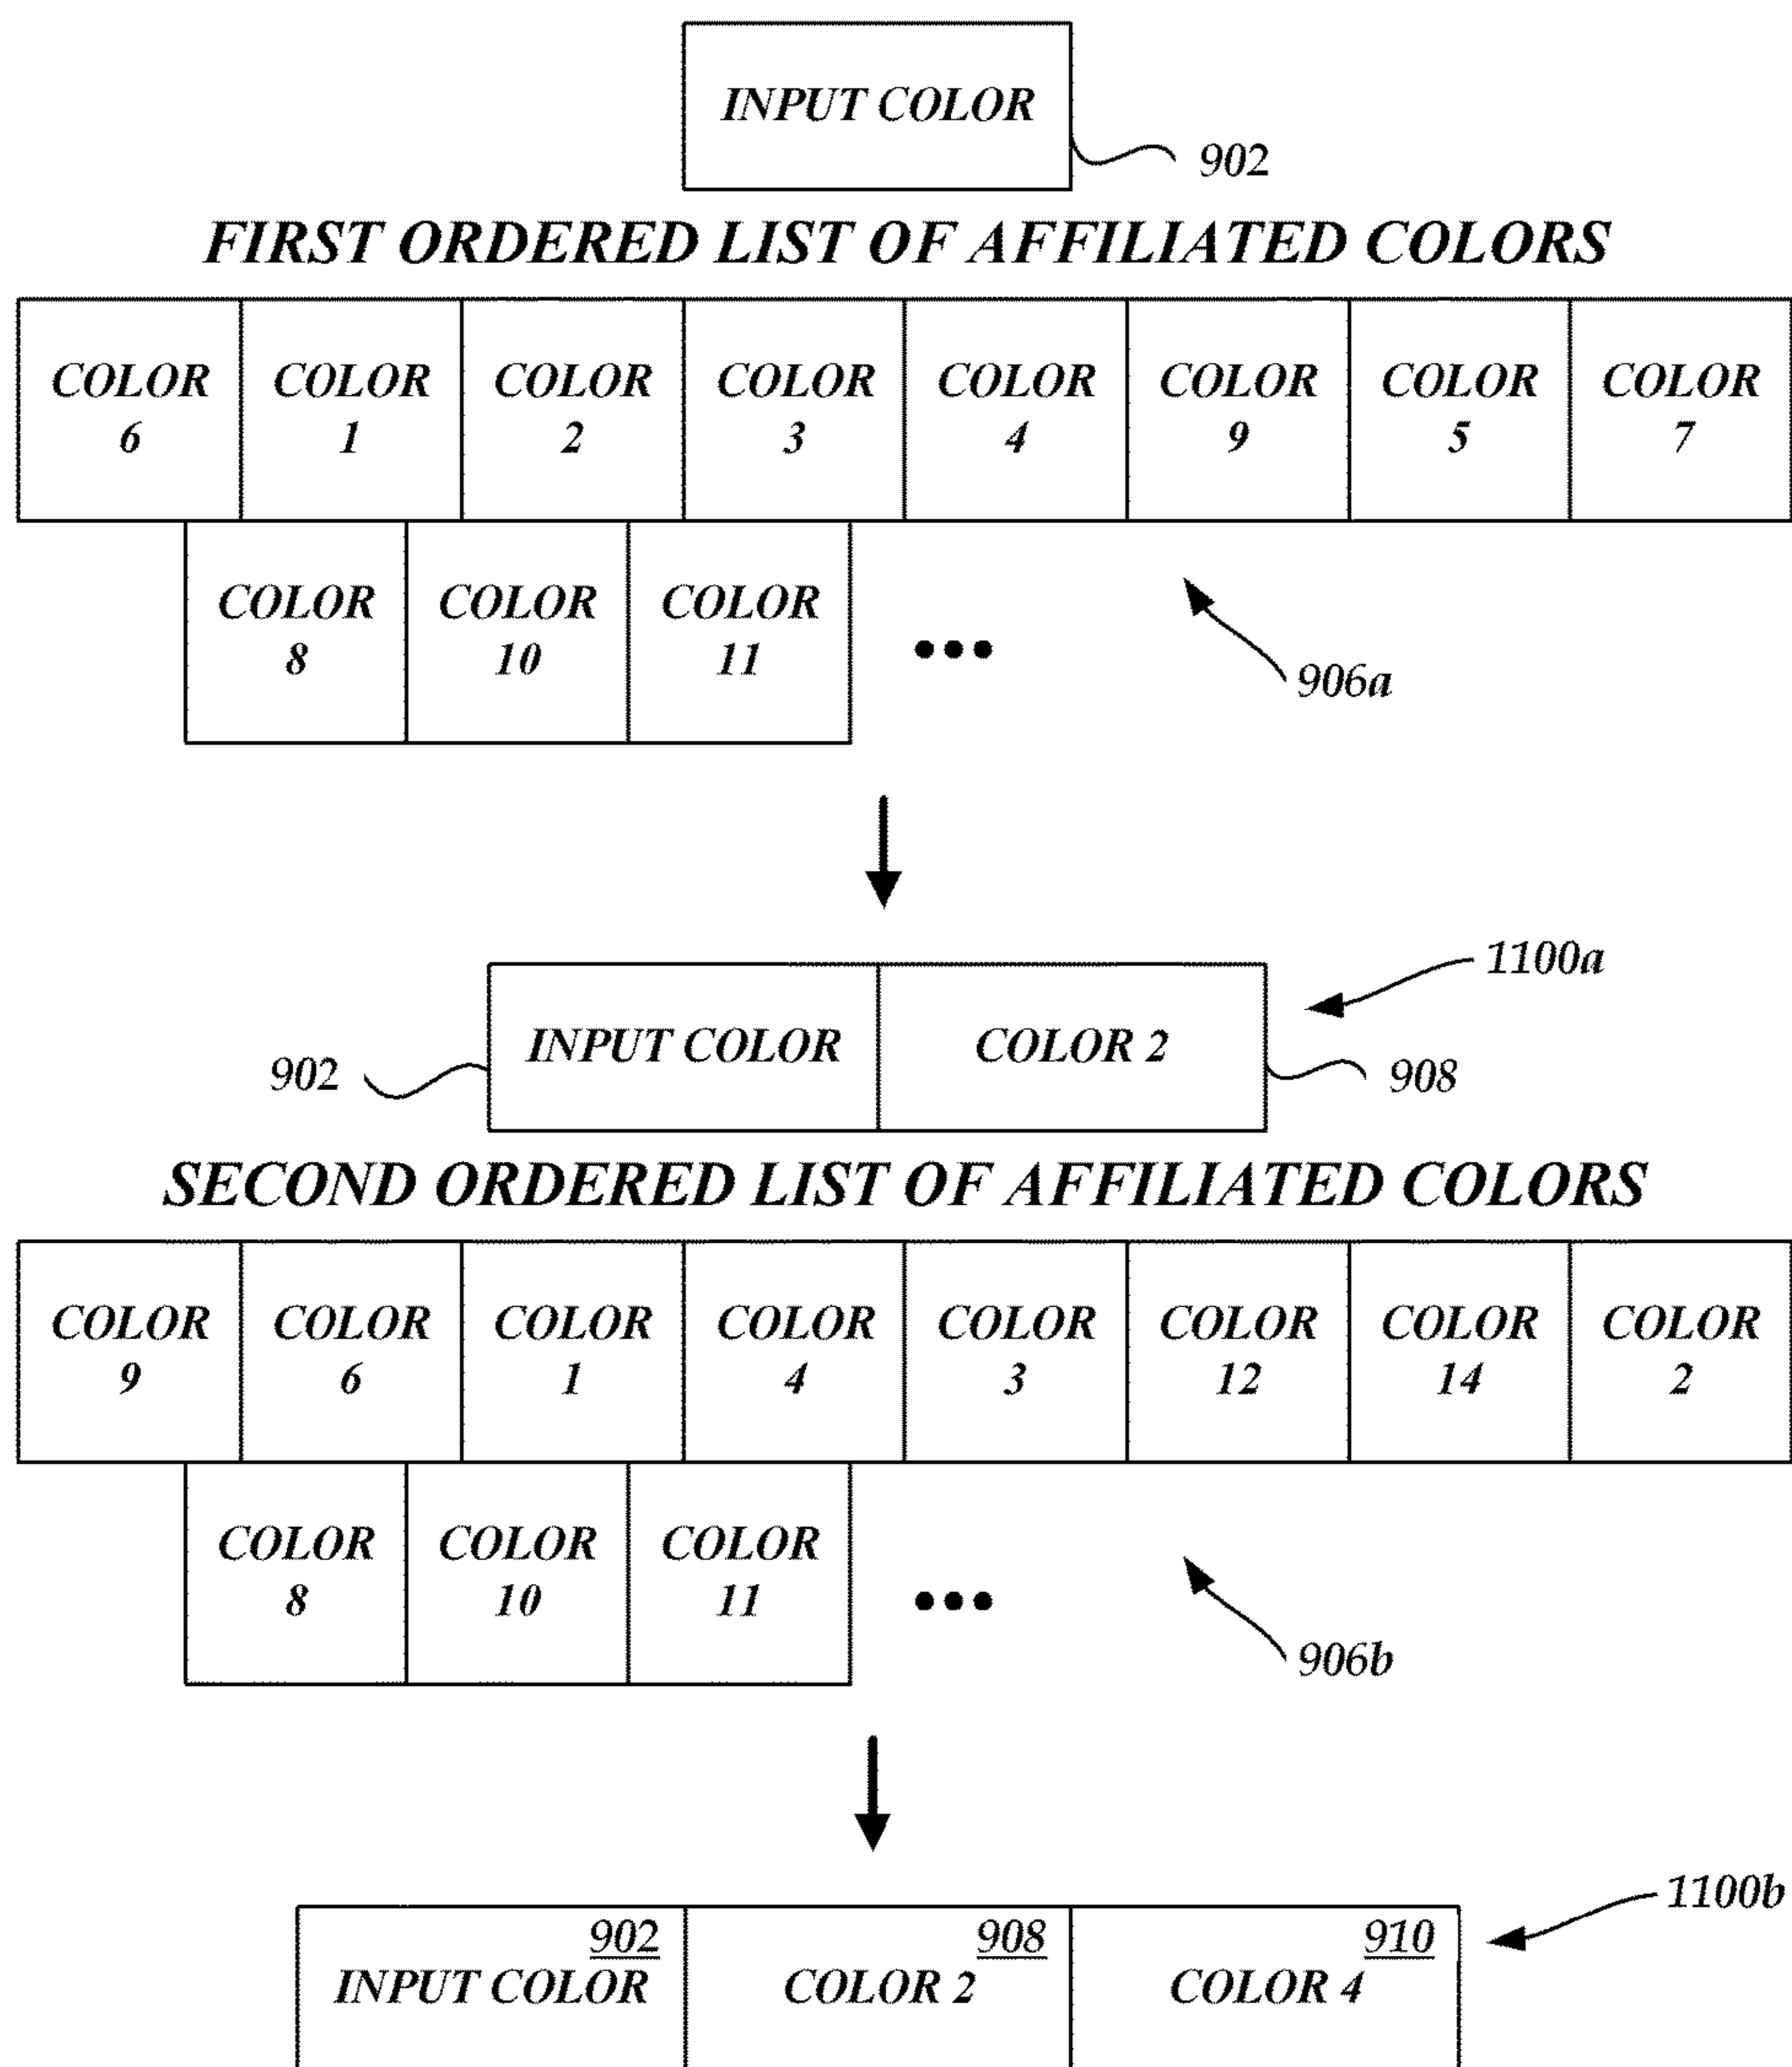 INPUT COLOR
902
FIRST ORDERED LIST OF AFFILIATED COLORS
COLOR COLOR COLOR COLOR COLOR COLOR COLOR COLOR
6 1 2 3 4 9 5 7
COLOR COLOR COLOR
8 10 11 •••
906a
1100a
INPUT COLOR COLOR 2
902 908
SECOND ORDERED LIST OF AFFILIATED COLORS
COLOR COLOR COLOR COLOR COLOR COLOR COLOR COLOR
9 6 1 4 3 12 14 2
COLOR COLOR COLOR
8 10 11 •••
906b
1100b
902 908 910
INPUT COLOR COLOR 2 COLOR 4